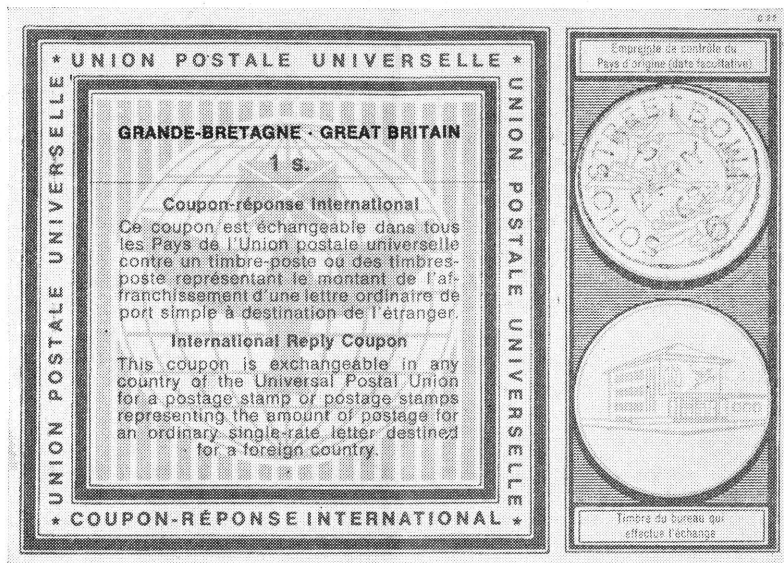 C 22
★ UNION POSTALE UNIVERSELLE ★
UNION POSTALE UNIVERSELLE
UNION POSTALE UNIVERSELLE
GRANDE-BRETAGNE · GREAT BRITAIN
1 s.
Coupon-réponse International
Ce coupon est échangeable dans tous
les Pays de l'Union postale universelle
contre un timbre-poste ou des timbres-
poste représentant le montant de l'af-
franchissement d'une lettre ordinaire de
port simple à destination de l'étranger.
International Reply Coupon
This coupon is exchangeable in any
country of the Universal Postal Union
for a postage stamp or postage stamps
representing the amount of postage for
an ordinary single-rate letter destined
for a foreign country.
★ COUPON-RÉPONSE INTERNATIONAL ★
Empreinte de contrôle du
Pays d'origine (date facultative)
SOHO STREET B.O. W.1
Timbre du bureau qui
effectue l'échange